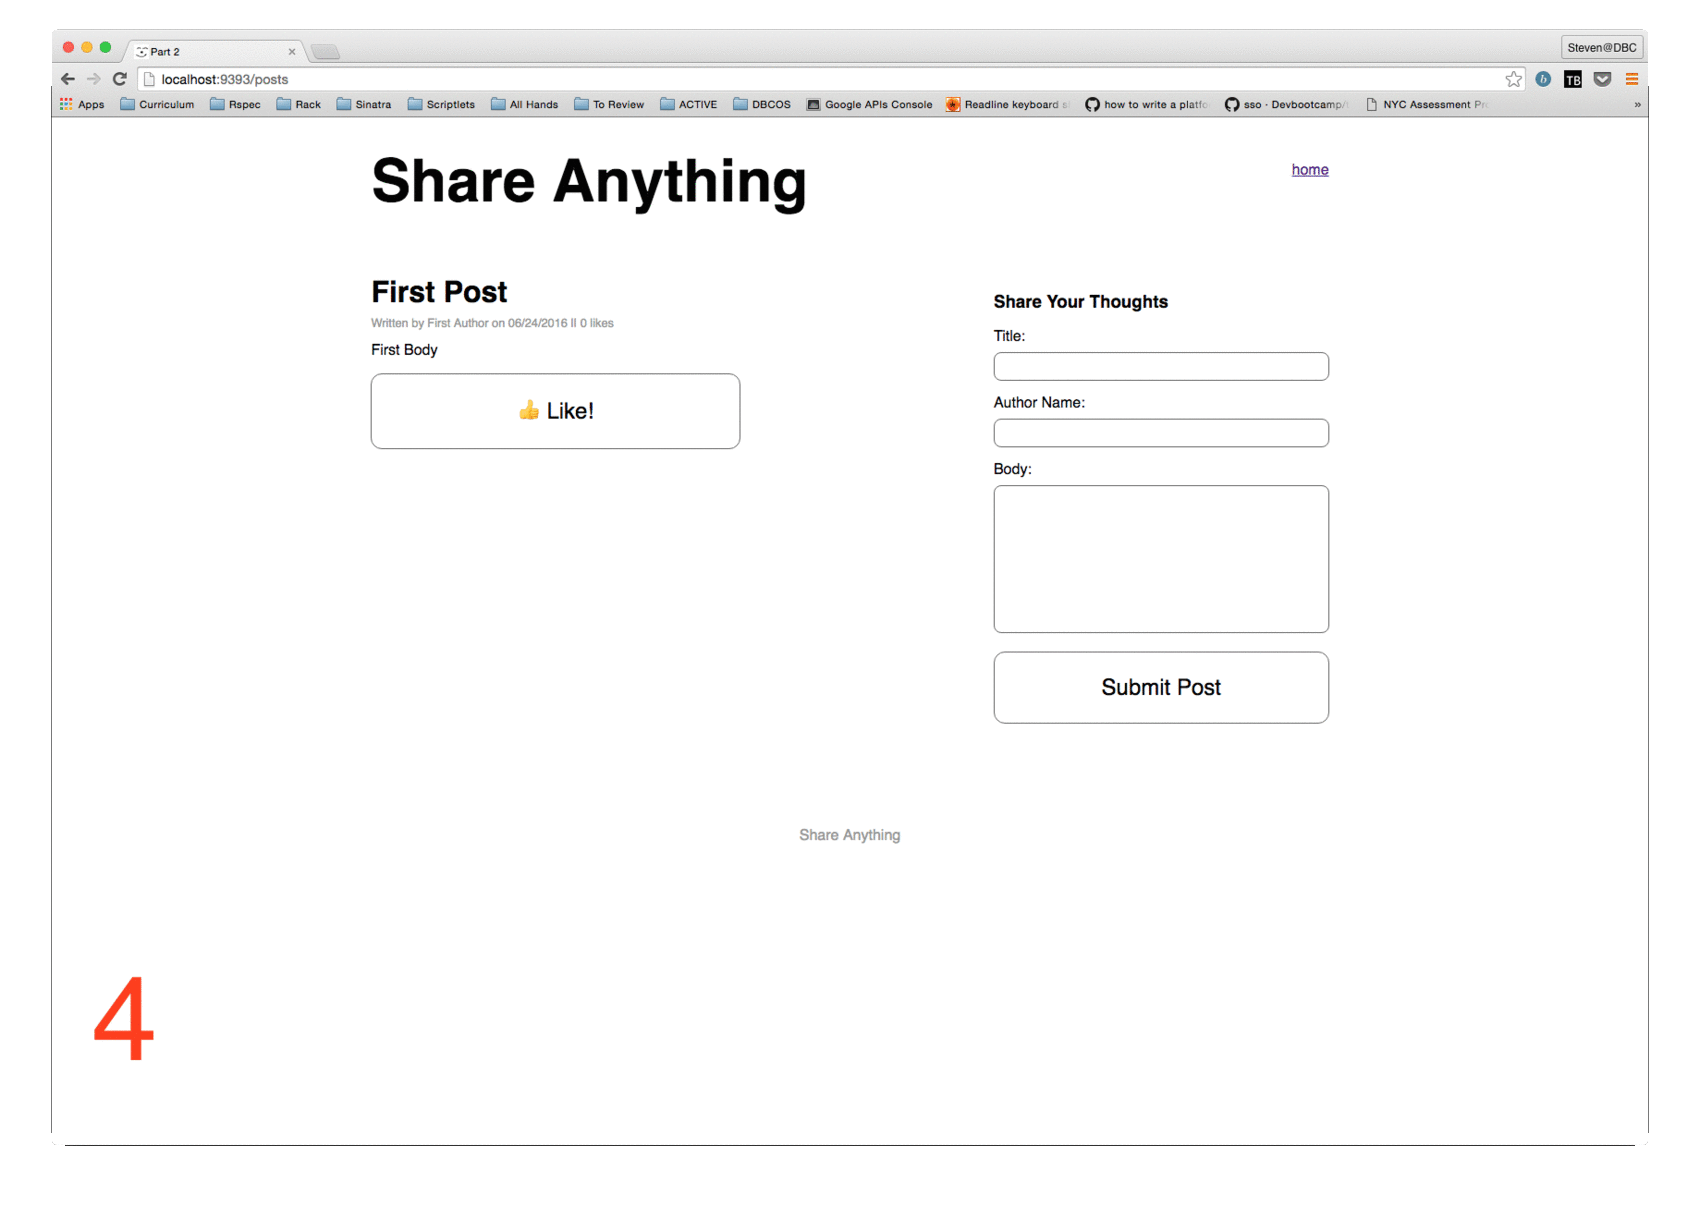 Part 2
Steven@DBC
localhost:9393/posts
TB
Apps Curriculum Rspec Rack Sinatra Scriptlets All Hands To Review ACTIVE DBCOS Google APIs Console Readline keyboard how to write a platfo sso · Devbootcamp/ NYC Assessment »
Share Anything
home
First Post
Written by First Author on 06/24/2016 II 0 likes
First Body
👍 Like!
Share Your Thoughts
Title:
Author Name:
Body:
Submit Post
Share Anything
4